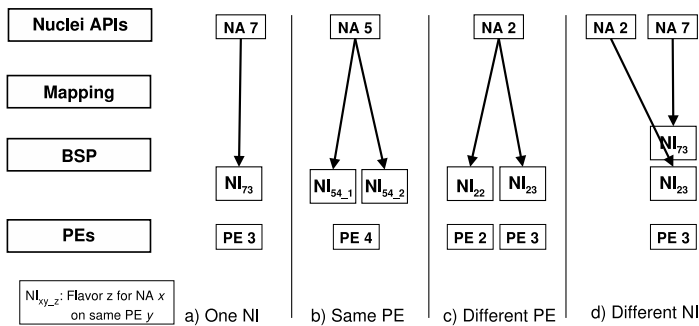 Nuclei APIs NA 7 NA 5 NA 2 NA 2 NA 7
Mapping
NI73
BSP
NI73 NI54_1 NI54_2 NI22 NI23 NI23
PEs PE 3 PE 4 PE 2 PE 3 PE 3
NIxy_z: Flavor z for NA x
on same PE y
a) One NI b) Same PE c) Different PE d) Different NI